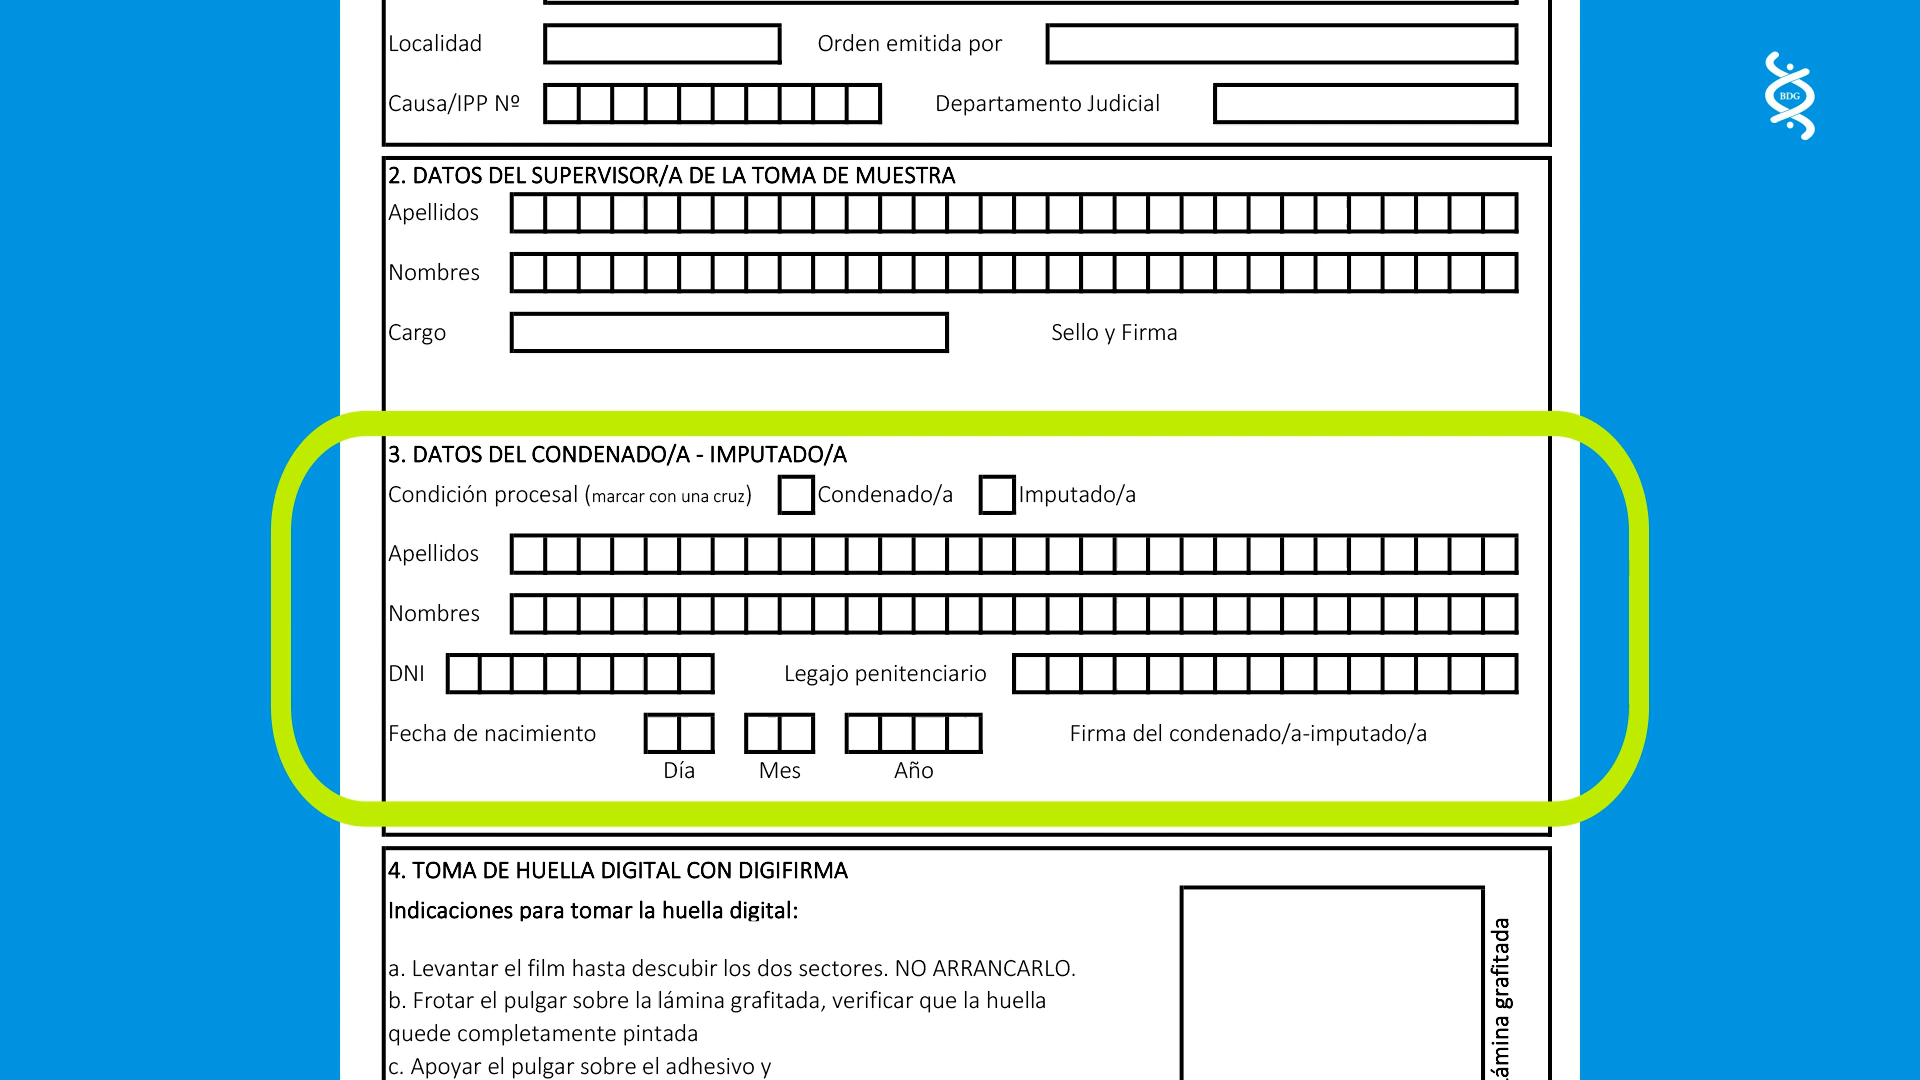 Localidad Orden emitida por
Causa/IPP Nº Departamento Judicial
BDG
2. DATOS DEL SUPERVISOR/A DE LA TOMA DE MUESTRA
Apellidos
Nombres
Cargo Sello y Firma
3. DATOS DEL CONDENADO/A - IMPUTADO/A
Condición procesal (marcar con una cruz) Condenado/a Imputado/a
Apellidos
Nombres
DNI Legajo penitenciario
Fecha de nacimiento Firma del condenado/a-imputado/a
Día Mes Año
4. TOMA DE HUELLA DIGITAL CON DIGIFIRMA
Indicaciones para tomar la huella digital:
a. Levantar el film hasta descubir los dos sectores. NO ARRANCARLO.
b. Frotar el pulgar sobre la lámina grafitada, verificar que la huella
quede completamente pintada
c. Apoyar el pulgar sobre el adhesivo y
lámina grafitada